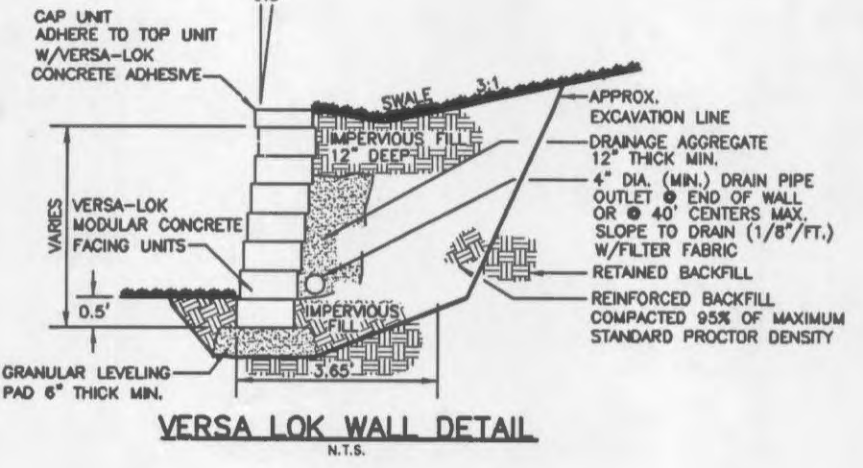 CAP UNIT
ADHERE TO TOP UNIT
W/VERSA-LOK
CONCRETE ADHESIVE
SWALE
3:1
APPROX.
EXCAVATION LINE
IMPERVIOUS FILL
12" DEEP
DRAINAGE AGGREGATE
12" THICK MIN.
4" DIA. (MIN.) DRAIN PIPE
OUTLET @ END OF WALL
OR @ 40' CENTERS MAX.
SLOPE TO DRAIN (1/8"/FT.)
W/FILTER FABRIC
VARIES
VERSA-LOK
MODULAR CONCRETE
FACING UNITS
RETAINED BACKFILL
0.5'
IMPERVIOUS
FILL
REINFORCED BACKFILL
COMPACTED 95% OF MAXIMUM
STANDARD PROCTOR DENSITY
GRANULAR LEVELING
PAD 6" THICK MIN.
3.65'
VERSA LOK WALL DETAIL
N.T.S.